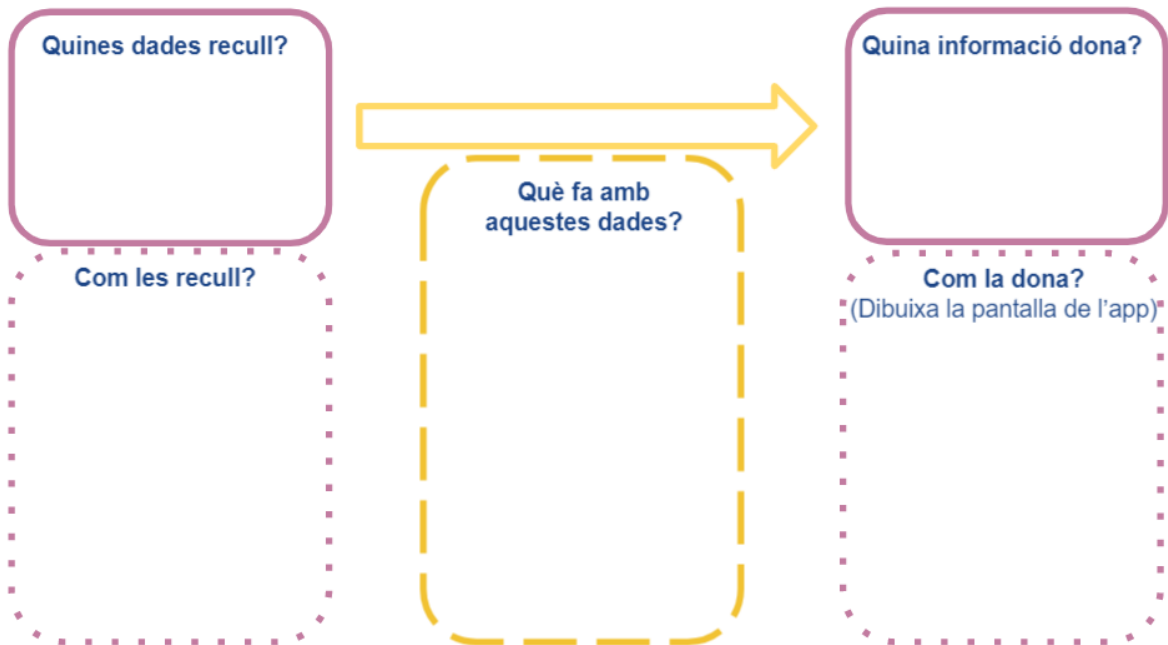 Quines dades recull?
Com les recull?
Què fa amb
aquestes dades?
Quina informació dona?
Com la dona?
(Dibuixa la pantalla de l'app)